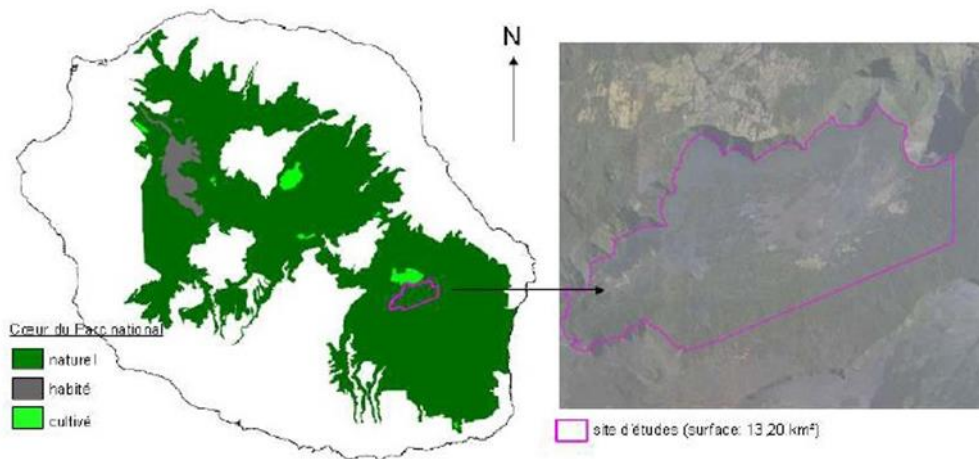 N
Cœur du Parc national
naturel
habité
cultivé
site d'études (surface: 13,20 km²)